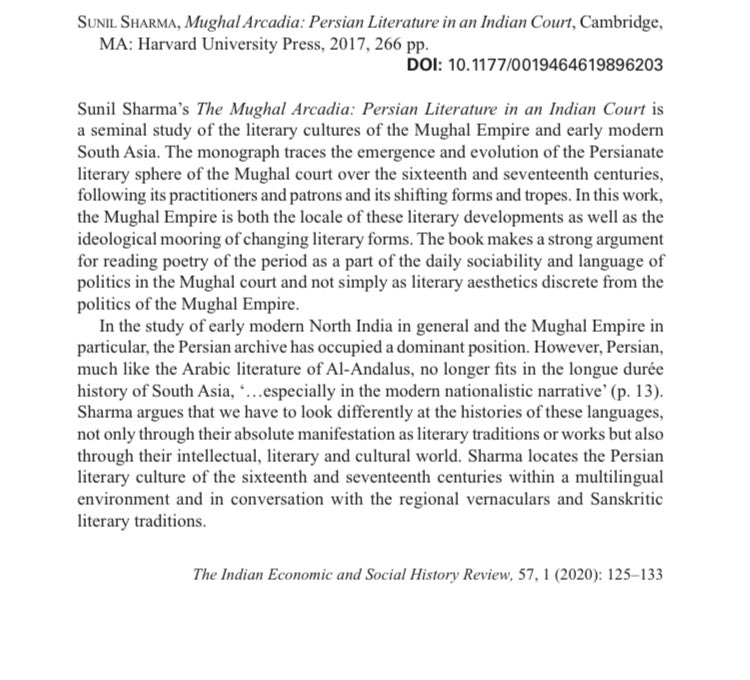 SUNIL SHARMA, Mughal Arcadia: Persian Literature in an Indian Court, Cambridge,
MA: Harvard University Press, 2017, 266 pp.
DOI: 10.1177/0019464619896203
Sunil Sharma’s The Mughal Arcadia: Persian Literature in an Indian Court is
a seminal study of the literary cultures of the Mughal Empire and early modern
South Asia. The monograph traces the emergence and evolution of the Persianate
literary sphere of the Mughal court over the sixteenth and seventeenth centuries,
following its practitioners and patrons and its shifting forms and tropes. In this work,
the Mughal Empire is both the locale of these literary developments as well as the
ideological mooring of changing literary forms. The book makes a strong argument
for reading poetry of the period as a part of the daily sociability and language of
politics in the Mughal court and not simply as literary aesthetics discrete from the
politics of the Mughal Empire.
In the study of early modern North India in general and the Mughal Empire in
particular, the Persian archive has occupied a dominant position. However, Persian,
much like the Arabic literature of Al-Andalus, no longer fits in the longue durée
history of South Asia, ‘…especially in the modern nationalistic narrative’ (p. 13).
Sharma argues that we have to look differently at the histories of these languages,
not only through their absolute manifestation as literary traditions or works but also
through their intellectual, literary and cultural world. Sharma locates the Persian
literary culture of the sixteenth and seventeenth centuries within a multilingual
environment and in conversation with the regional vernaculars and Sanskritic
literary traditions.
The Indian Economic and Social History Review, 57, 1 (2020): 125–133